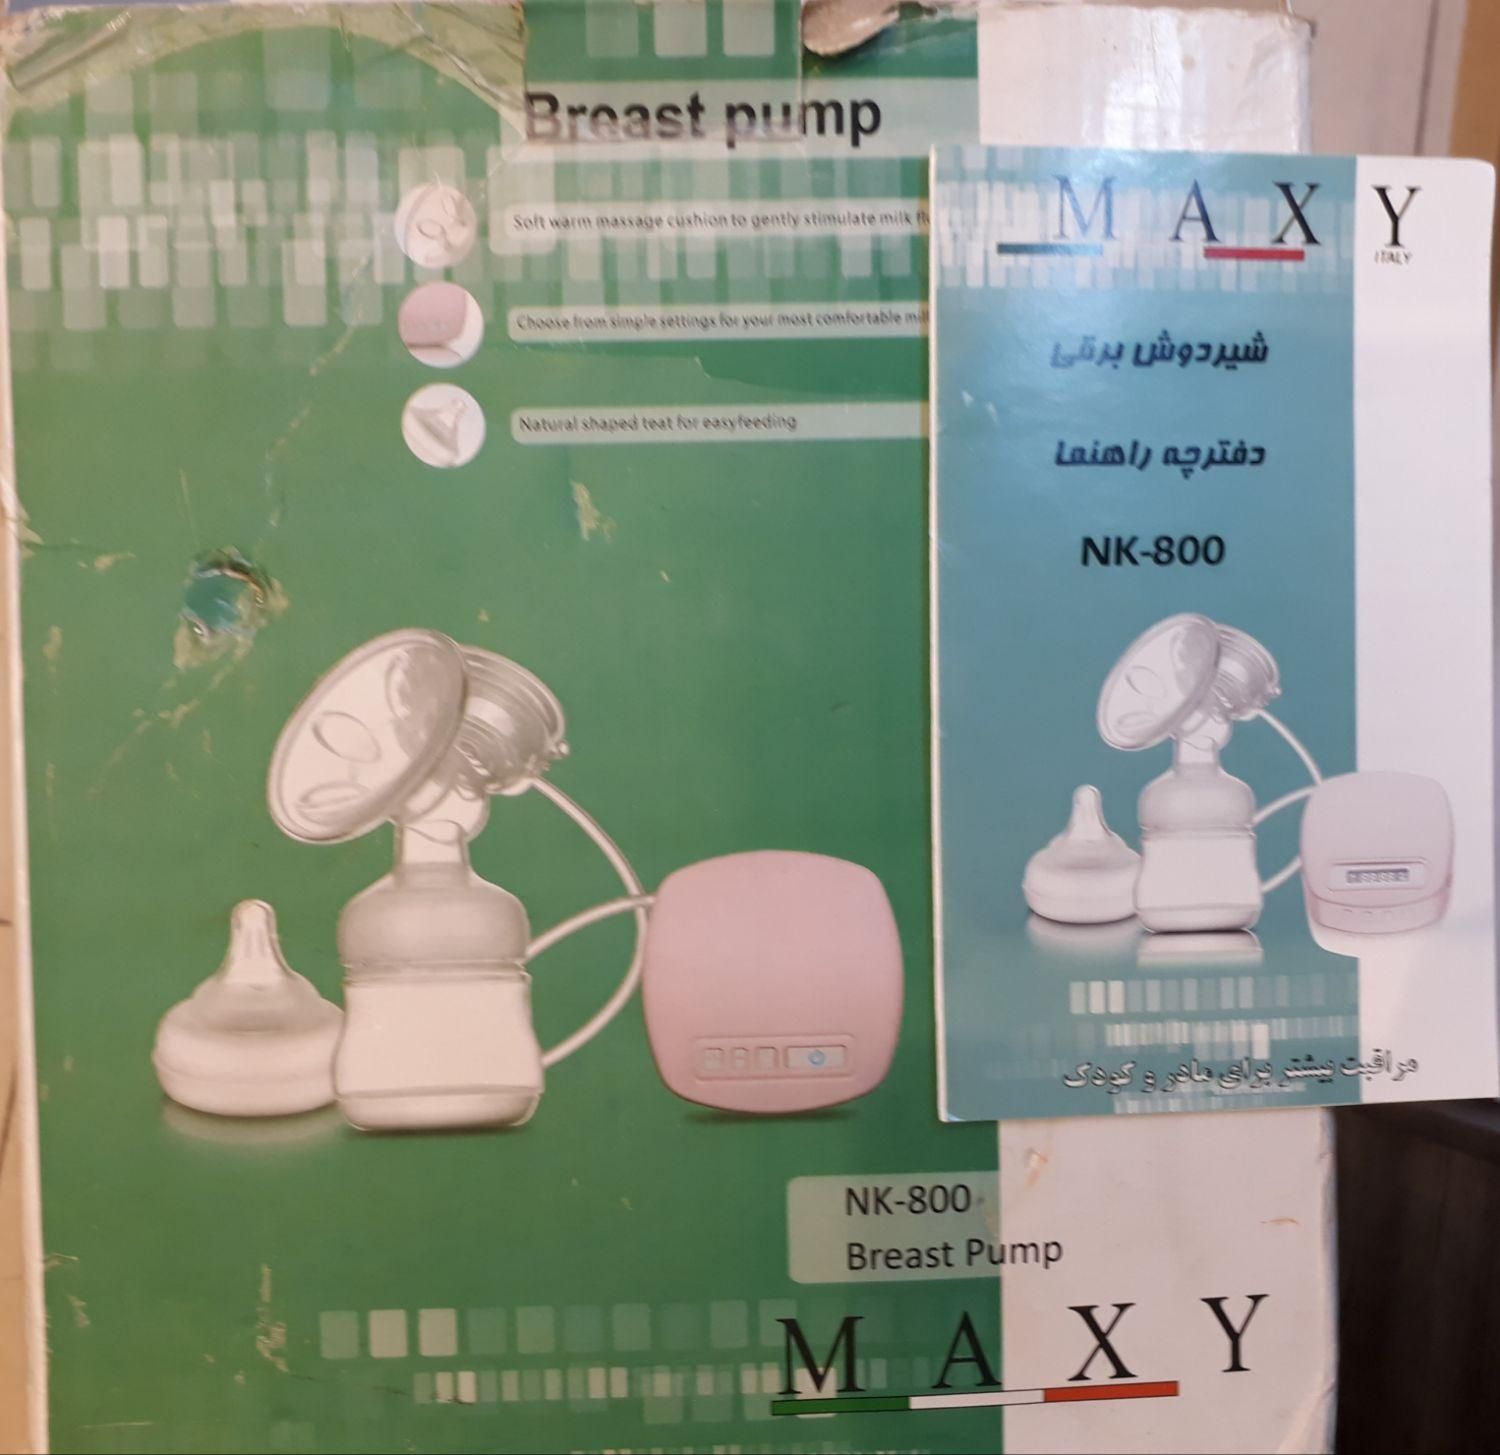 Breast pump
Soft warm massage cushion to gently stimulate milk
Choose from simple settings for your most comfortable
Natural shaped teat for easyfeeding
NK-800
Breast Pump
MAXY
MAXY
ITALY
شیردوش برقی
دفترچه راهنما
NK-800
مراقبت بیشتر برای مادر و کودک